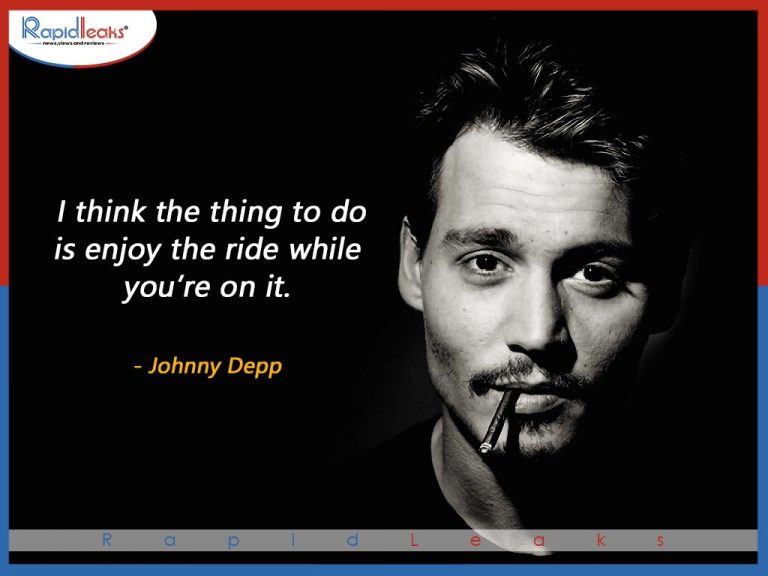 Rapidleaks®
news,views and reviews
I think the thing to do
is enjoy the ride while
you're on it.
- Johnny Depp
RapidLeaks